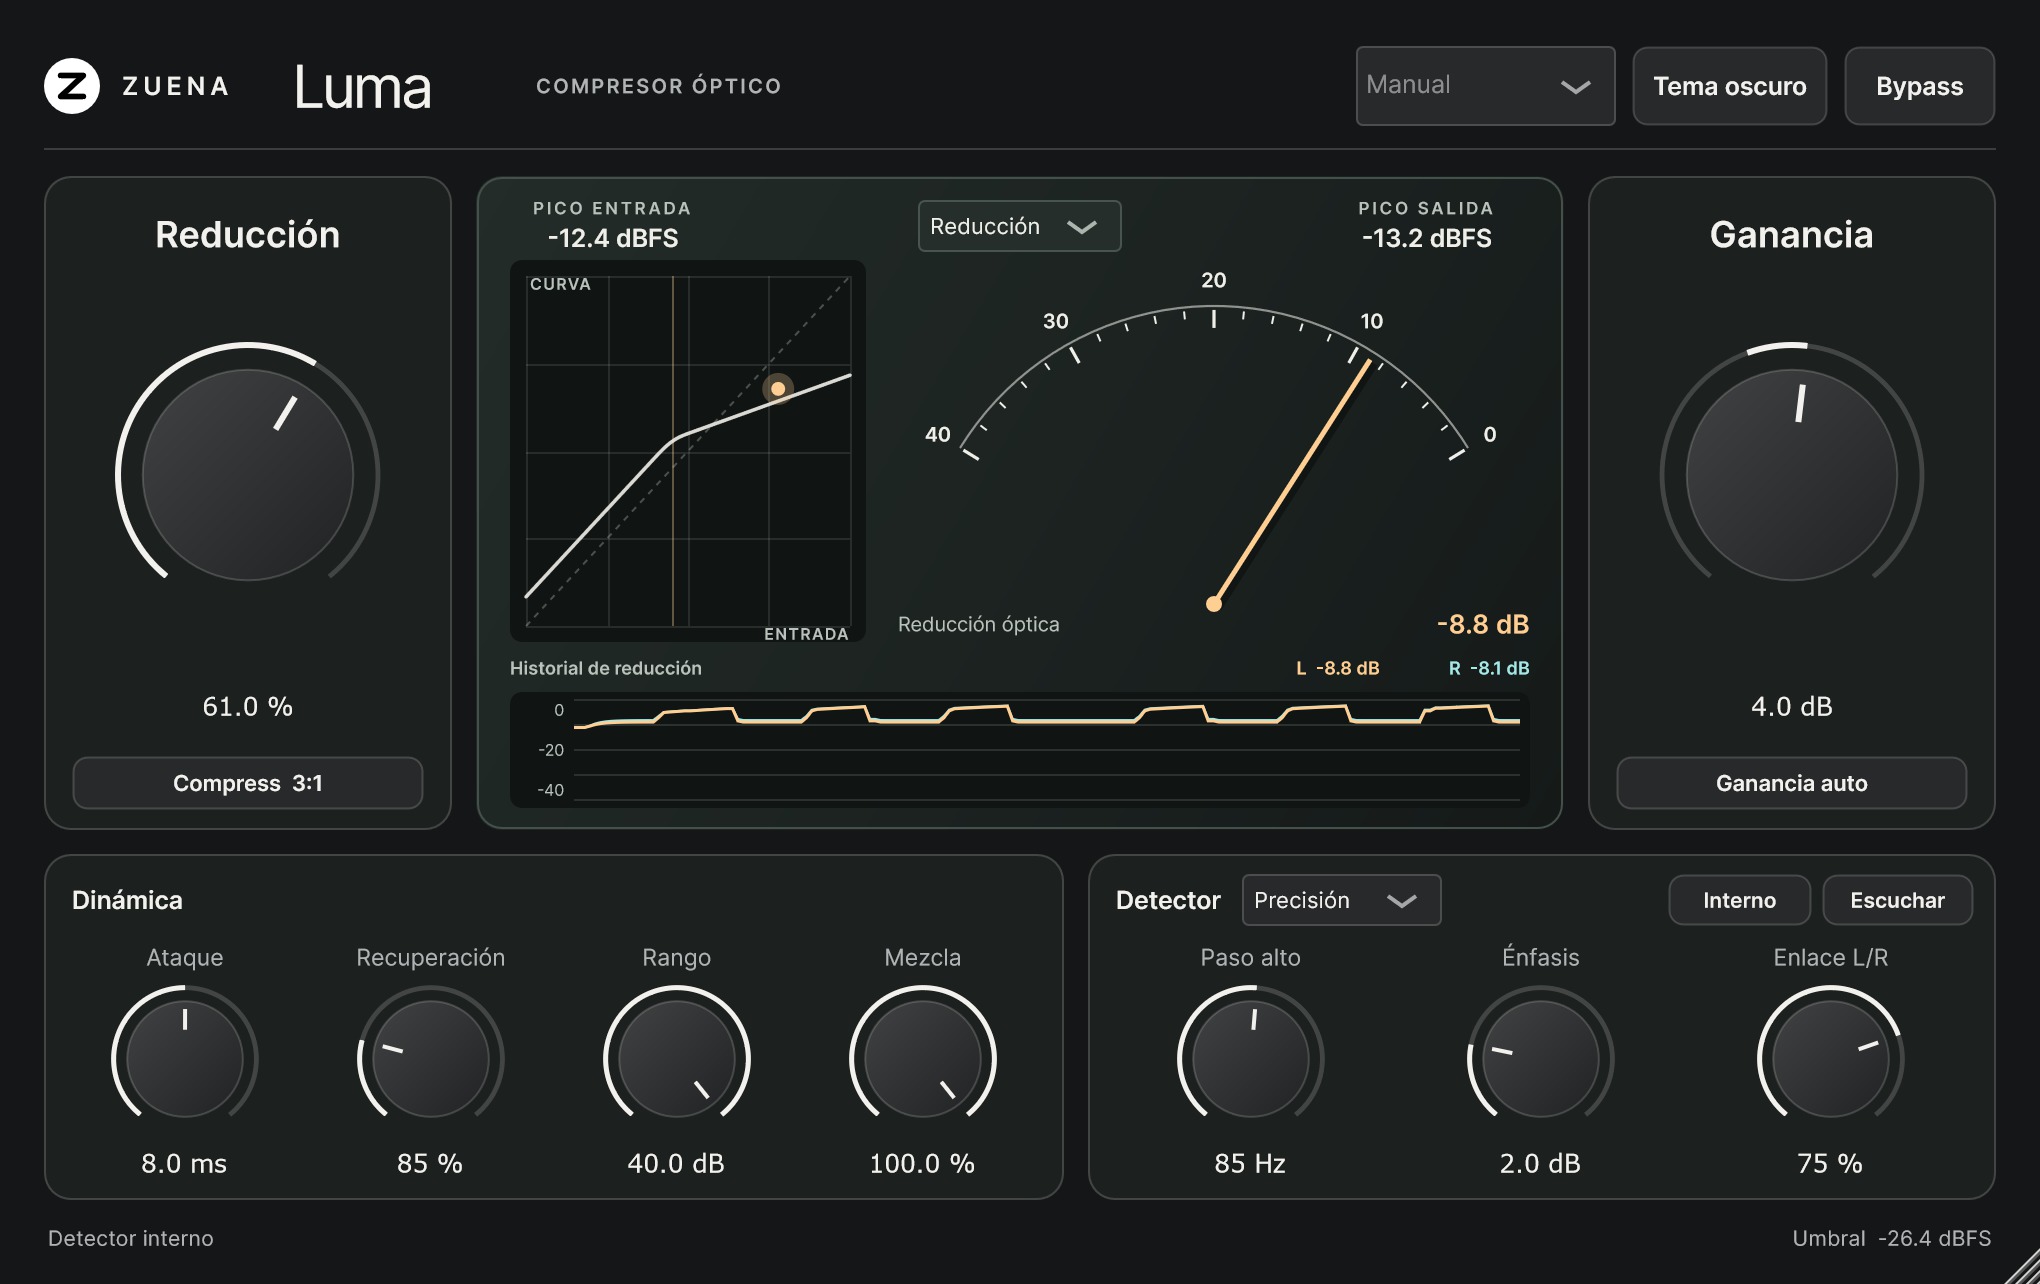 ZUENA
Luma
COMPRESOR ÓPTICO
Manual
Tema oscuro
Bypass
Reducción
61.0 %
Compress 3:1
PICO ENTRADA
-12.4 dBFS
Reducción
PICO SALIDA
-13.2 dBFS
CURVA
ENTRADA
40
30
20
10
0
Reducción óptica
-8.8 dB
Historial de reducción
L -8.8 dB
R -8.1 dB
0
-20
-40
Ganancia
4.0 dB
Ganancia auto
Dinámica
Ataque
Recuperación
Rango
Mezcla
8.0 ms
85 %
40.0 dB
100.0 %
Detector
Precisión
Interno
Escuchar
Paso alto
Énfasis
Enlace L/R
85 Hz
2.0 dB
75 %
Detector interno
Umbral -26.4 dBFS